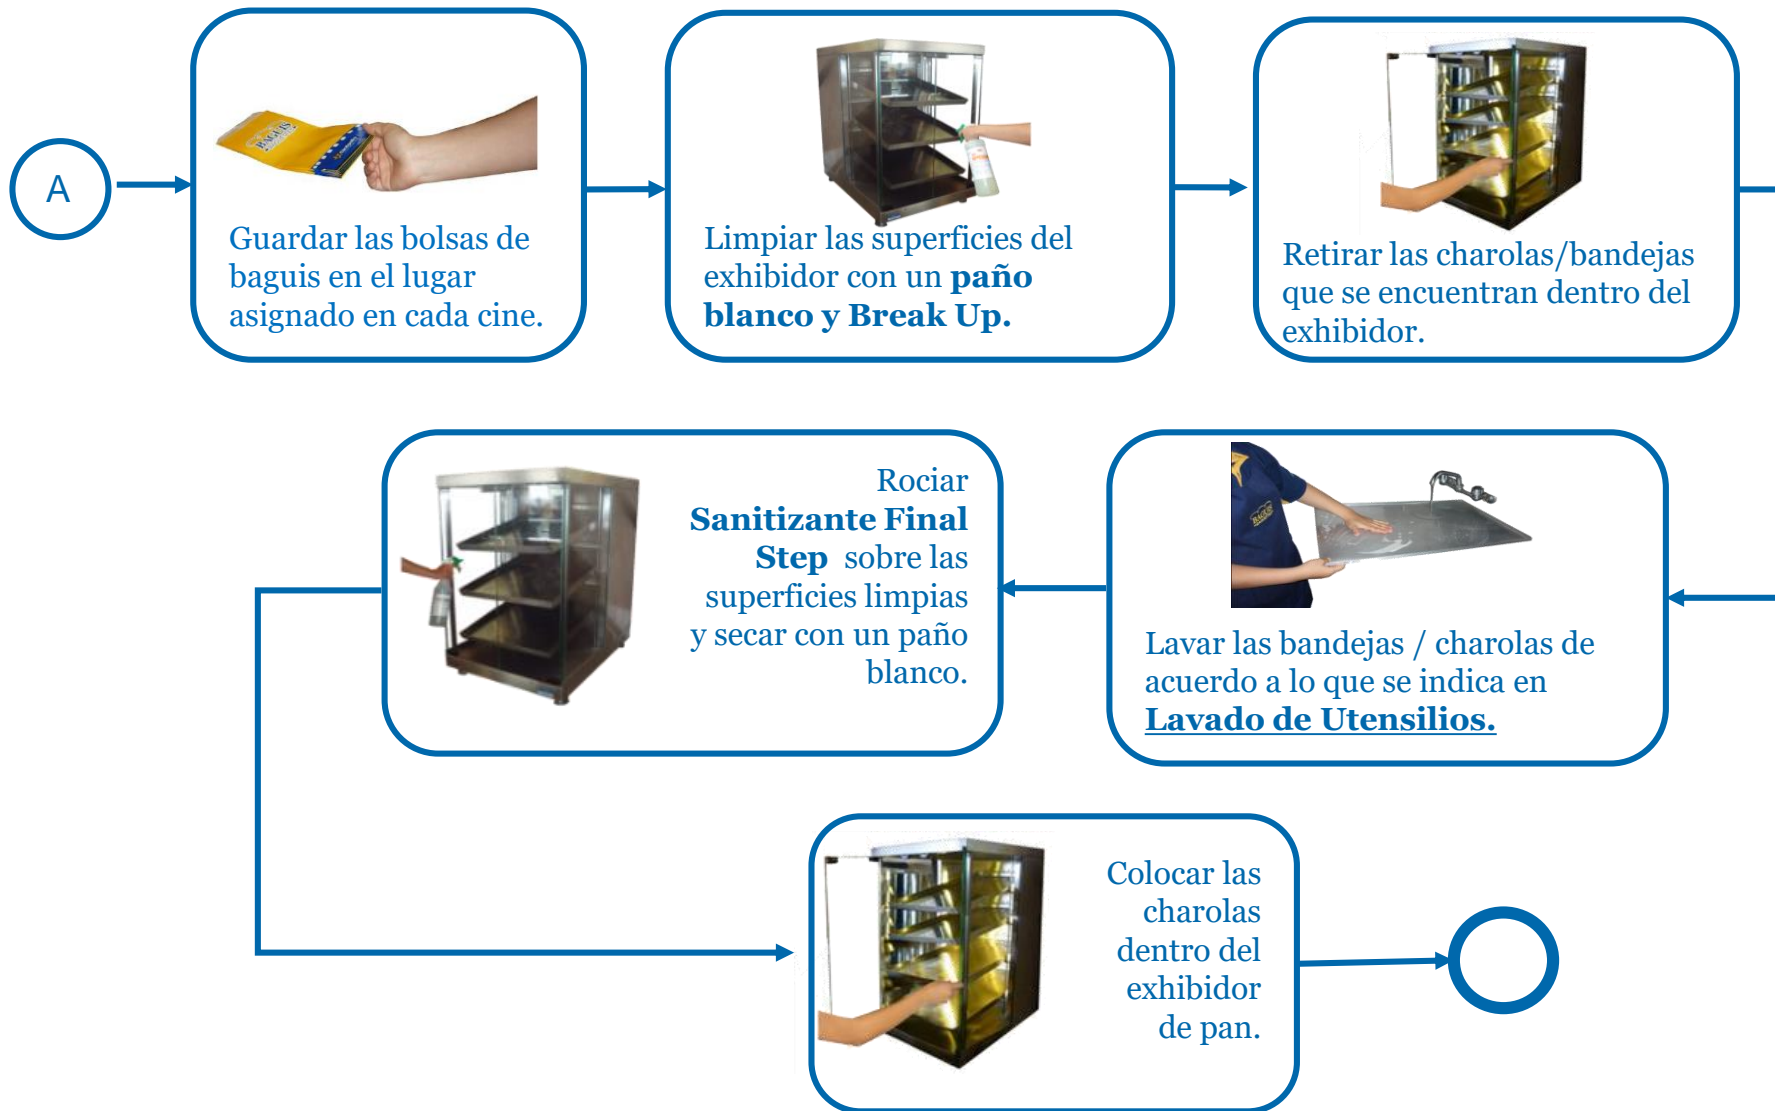 A
BAGUIS
Guardar las bolsas de
baguis en el lugar
asignado en cada cine.
Limpiar las superficies del
exhibidor con un paño
blanco y Break Up.
Retirar las charolas/bandejas
que se encuentran dentro del
exhibidor.
Rociar
Sanitizante Final
Step sobre las
superficies limpias
y secar con un paño
blanco.
BAGUIS
Lavar las bandejas / charolas de
acuerdo a lo que se indica en
Lavado de Utensilios.
Colocar las
charolas
dentro del
exhibidor
de pan.